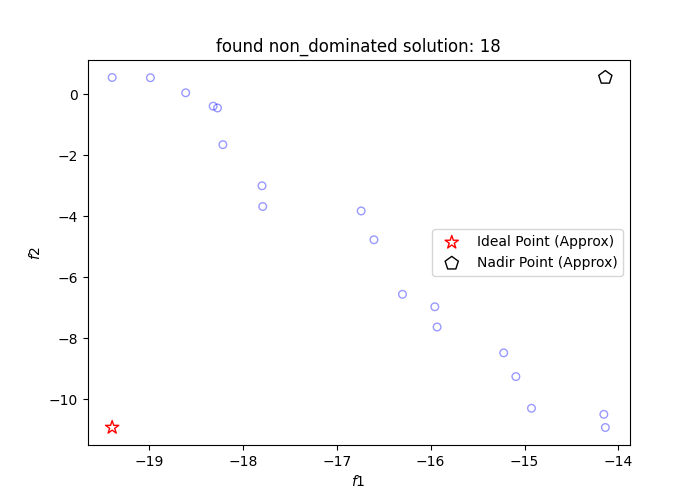 found non_dominated solution: 18
0
−2
−4
−6
−8
−10
f2
Ideal Point (Approx)
Nadir Point (Approx)
−19
−18
−17
−16
−15
−14
f1